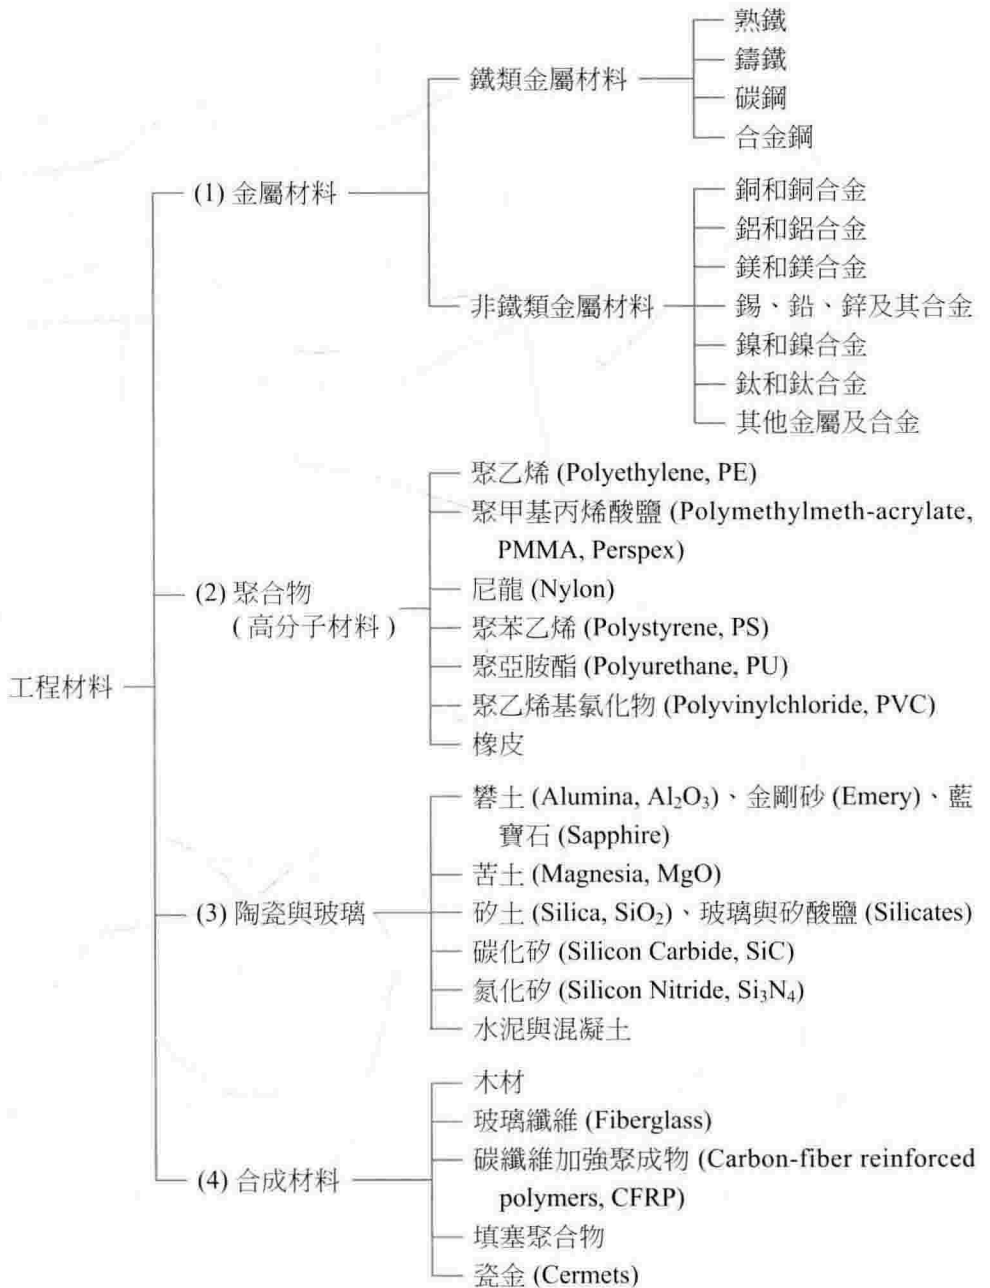 熟鐵
鑄鐵
鐵類金屬材料
碳鋼
合金鋼
(1) 金屬材料
銅和銅合金
鋁和鋁合金
鎂和鎂合金
非鐵類金屬材料
錫、鉛、鋅及其合金
鎳和鎳合金
鈦和鈦合金
其他金屬及合金
聚乙烯 (Polyethylene, PE)
聚甲基丙烯酸鹽 (Polymethylmeth-acrylate,
PMMA, Perspex)
(2) 聚合物
(高分子材料)
尼龍 (Nylon)
聚苯乙烯 (Polystyrene, PS)
聚亞胺酯 (Polyurethane, PU)
工程材料
聚乙烯基氯化物 (Polyvinylchloride, PVC)
橡皮
礬土 (Alumina, Al₂O₃)、金剛砂 (Emery)、藍
寶石 (Sapphire)
苦土 (Magnesia, MgO)
(3) 陶瓷與玻璃
矽土 (Silica, SiO₂)、玻璃與矽酸鹽 (Silicates)
碳化矽 (Silicon Carbide, SiC)
氮化矽 (Silicon Nitride, Si₃N₄)
水泥與混凝土
木材
玻璃纖維 (Fiberglass)
(4) 合成材料
碳纖維加強聚成物 (Carbon-fiber reinforced
polymers, CFRP)
填塞聚合物
瓷金 (Cermets)